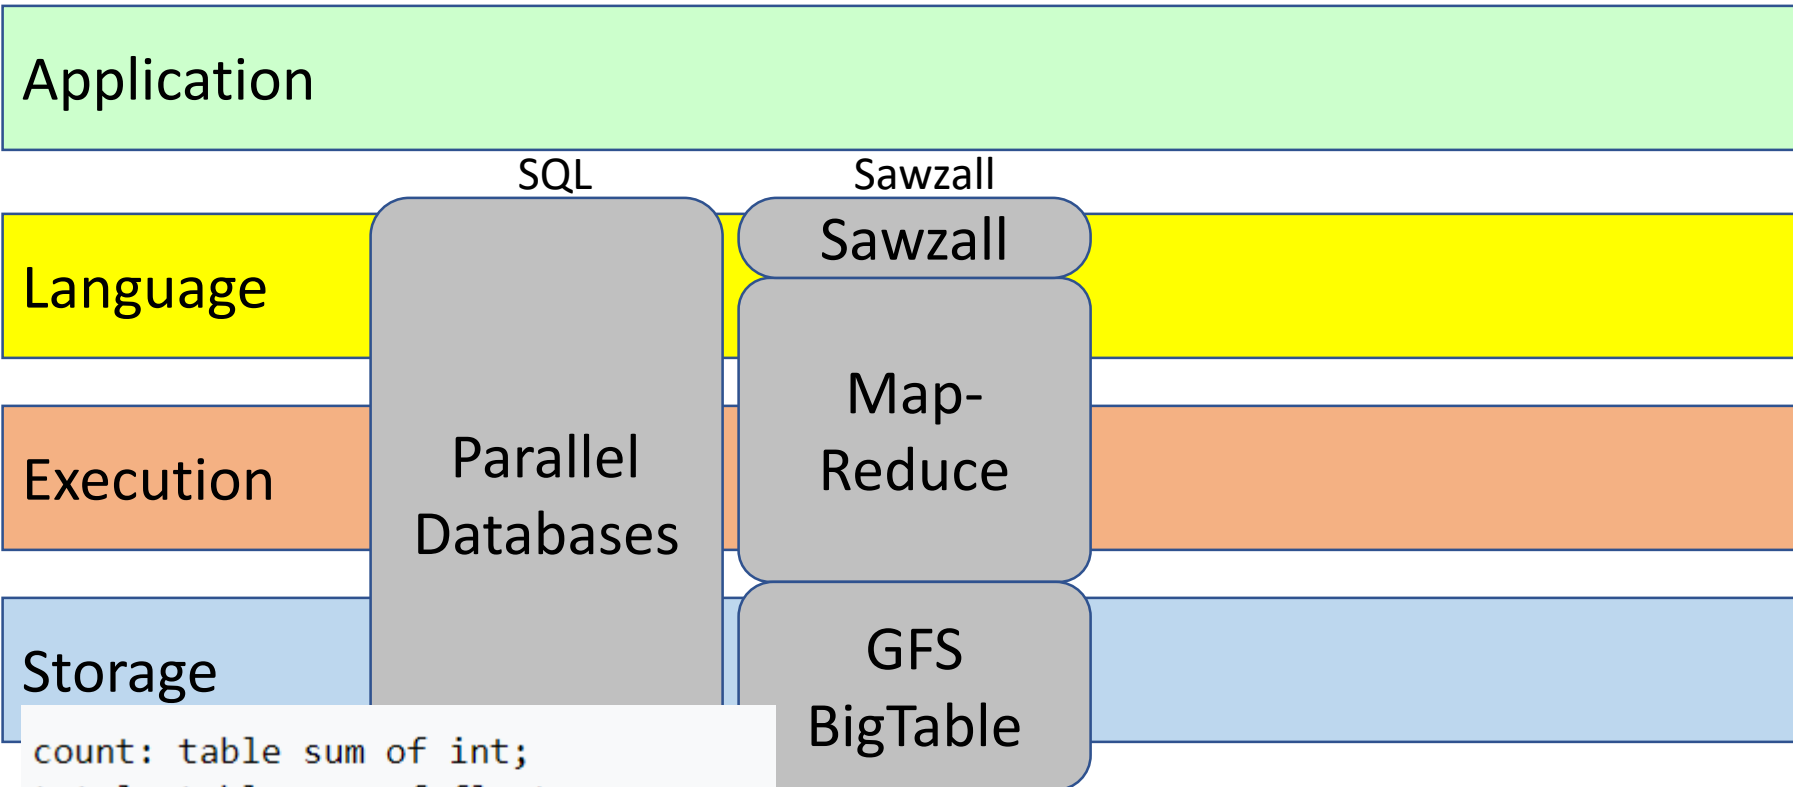 Application
SQL
Sawzall
Language
Sawzall
Execution
Parallel
Databases
Map-
Reduce
Storage
GFS
BigTable
count: table sum of int;